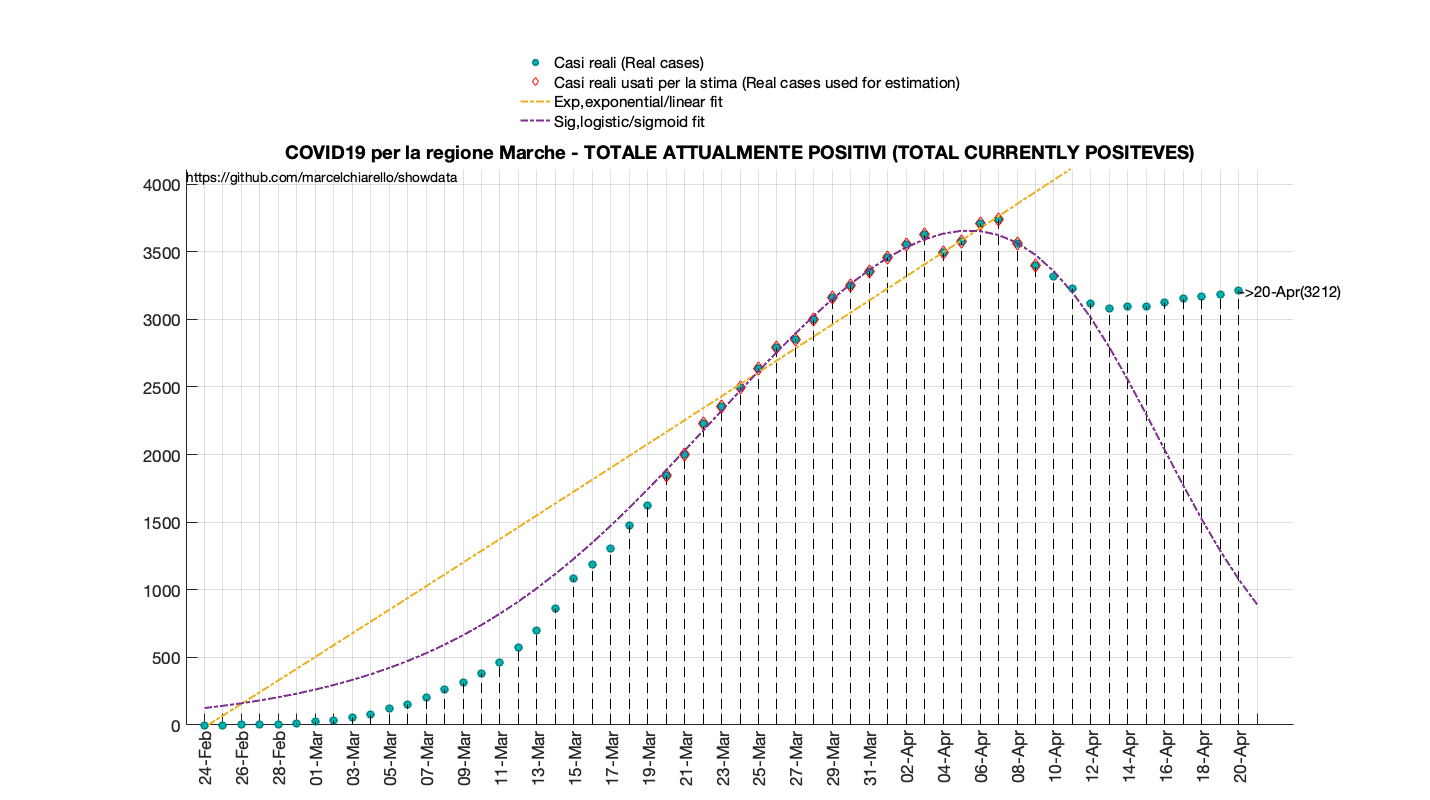 Casi reali (Real cases)
Casi reali usati per la stima (Real cases used for estimation)
Exp,exponential/linear fit
Sig,logistic/sigmoid fit
COVID19 per la regione Marche - TOTALE ATTUALMENTE POSITIVI (TOTAL CURRENTLY POSITEVES)
https://github.com/marcelchiarello/showdata
4000
3500
3000
2500
2000
1500
1000
500
0
->20-Apr(3212)
24-Feb
26-Feb
28-Feb
01-Mar
03-Mar
05-Mar
07-Mar
09-Mar
11-Mar
13-Mar
15-Mar
17-Mar
19-Mar
21-Mar
23-Mar
25-Mar
27-Mar
29-Mar
31-Mar
02-Apr
04-Apr
06-Apr
08-Apr
10-Apr
12-Apr
14-Apr
16-Apr
18-Apr
20-Apr